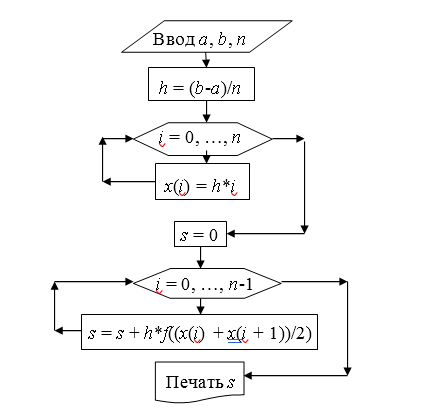 Ввод a, b, n
h = (b-a)/n
i = 0, …, n
x(i) = h*i
s = 0
i = 0, …, n-1
s = s + h*f((x(i) + x(i + 1))/2)
Печать s